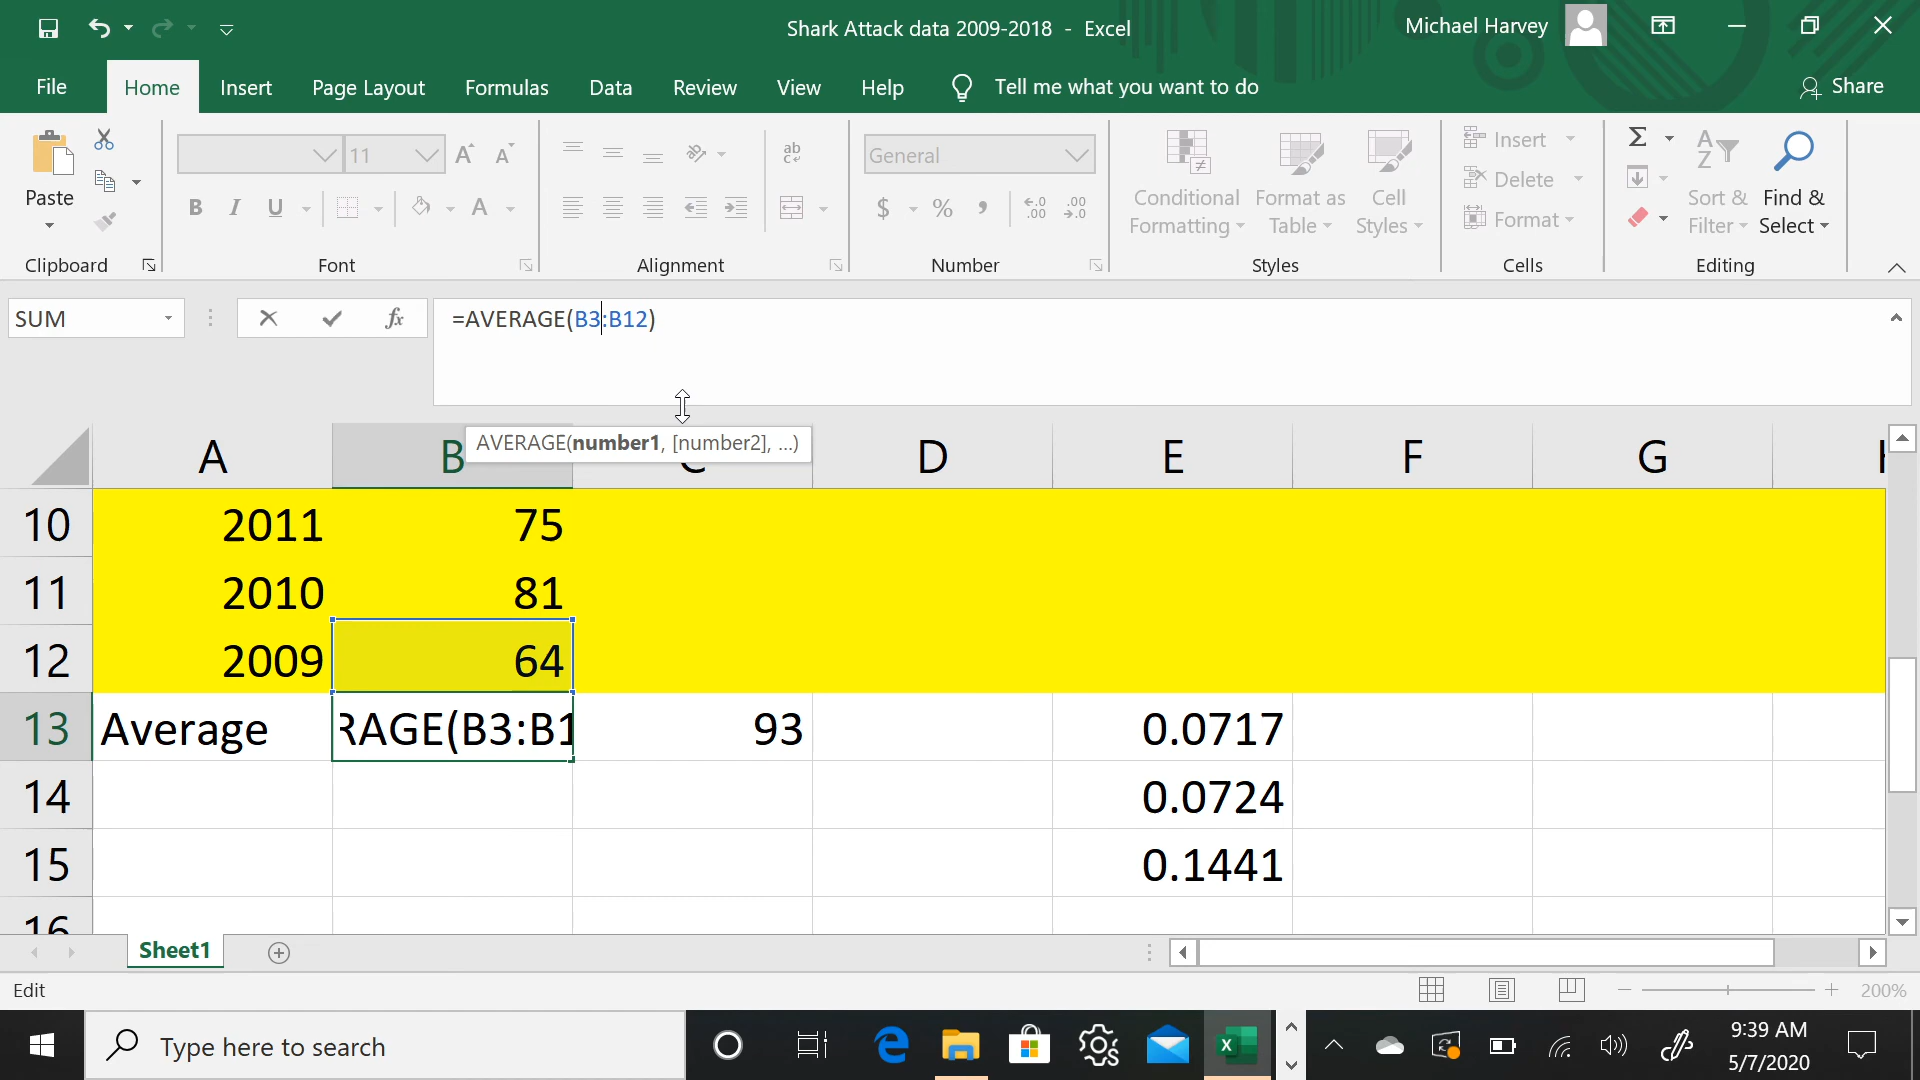 Shark Attack data 2009-2018 - Excel
Michael Harvey
File Home Insert Page Layout Formulas Data Review View Help Tell me what you want to do Share
Paste
Clipboard
11
B I U A
Font
ab
Alignment
General
$ % ,
Number
Conditional Formatting
Format as Table
Cell Styles
Styles
Insert
Delete
Format
Cells
Σ
Sort & Filter
Find & Select
Editing
SUM fx =AVERAGE(B3:B12)
AVERAGE(number1, [number2], ...)
A B D E F G
10 2011 75
11 2010 81
12 2009 64
13 Average RAGE(B3:B1 93 0.0717
14 0.0724
15 0.1441
16
Sheet1
Edit 200%
Type here to search
9:39 AM
5/7/2020